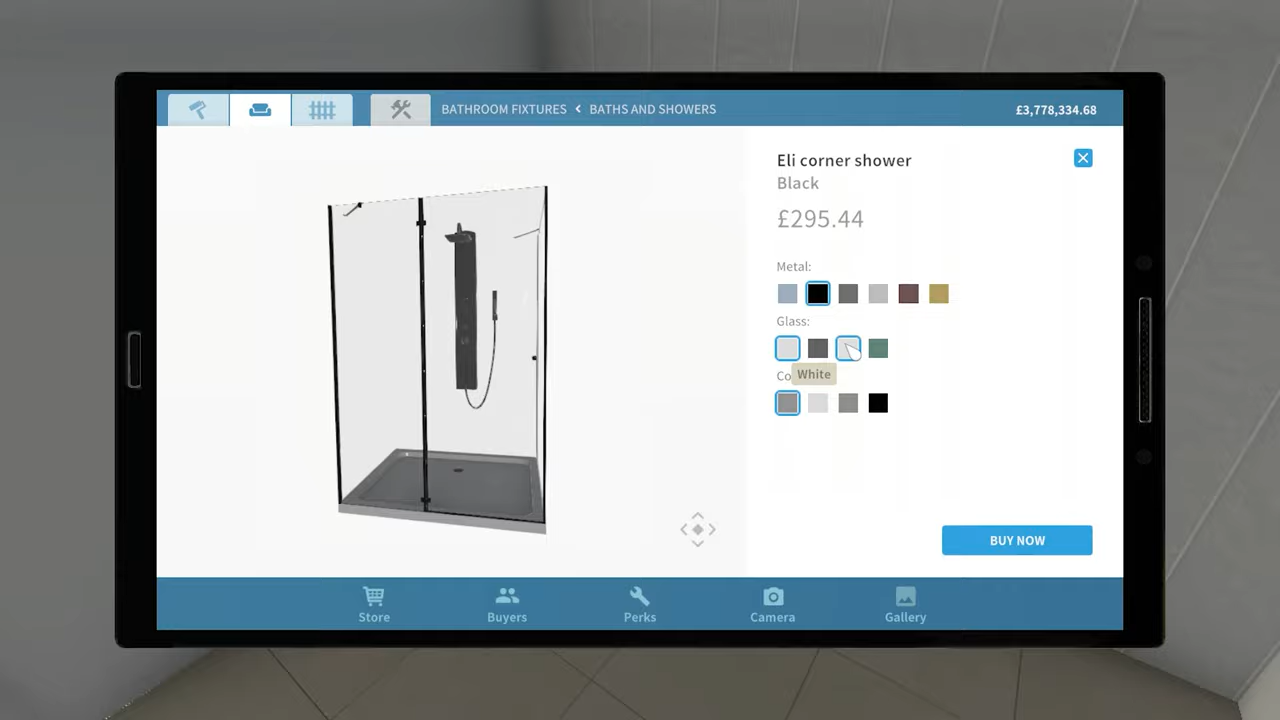 BATHROOM FIXTURES < BATHS AND SHOWERS
£3,778,334.68
Eli corner shower
Black
£295.44
Metal:
Glass:
Co
White
BUY NOW
Store
Buyers
Perks
Camera
Gallery